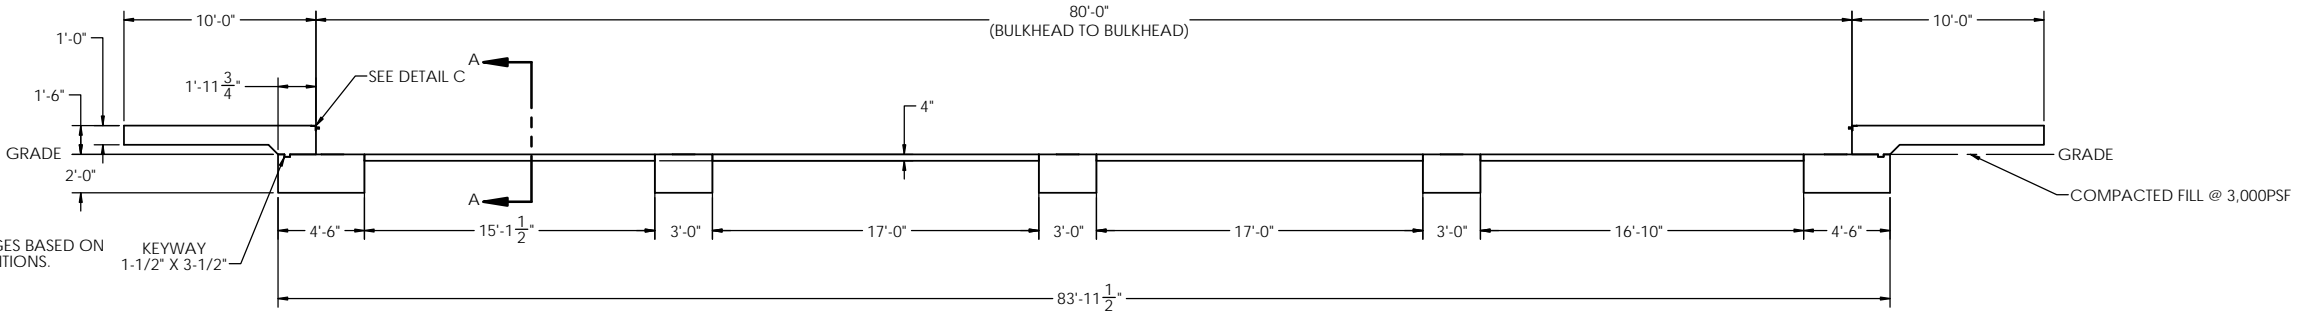 10'-0"
80'-0"
(BULKHEAD TO BULKHEAD)
10'-0"
1'-0"
A
SEE DETAIL C
1'-11 3/4"
1'-6"
4"
GRADE
GRADE
2'-0"
A
COMPACTED FILL @ 3,000PSF
4'-6"
15'-1 1/2"
3'-0"
17'-0"
3'-0"
17'-0"
3'-0"
16'-10"
4'-6"
GES BASED ON
TIONS.
KEYWAY
1-1/2" X 3-1/2"
83'-11 1/2"